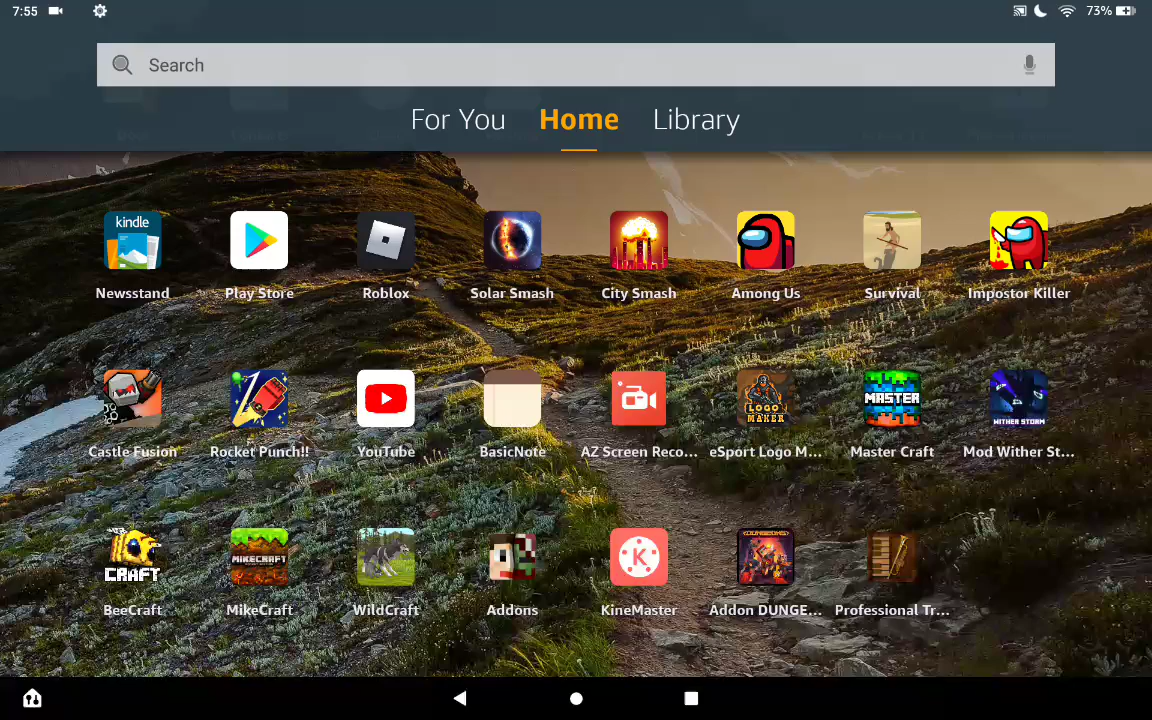 7:55 73%
Search
For You Home Library
kindle
Newsstand Play Store Roblox Solar Smash City Smash Among Us Survival Impostor Killer
LOGO
MAKER
MASTER
WITHER STORM
Castle Fusion Rocket Punch!! YouTube BasicNote AZ Screen Reco... eSport Logo M... Master Craft Mod Wither St...
CRAFT
MIKECRAFT
K
DUNGEONS
BeeCraft MikeCraft WildCraft Addons KineMaster Addon DUNGE... Professional Tr...